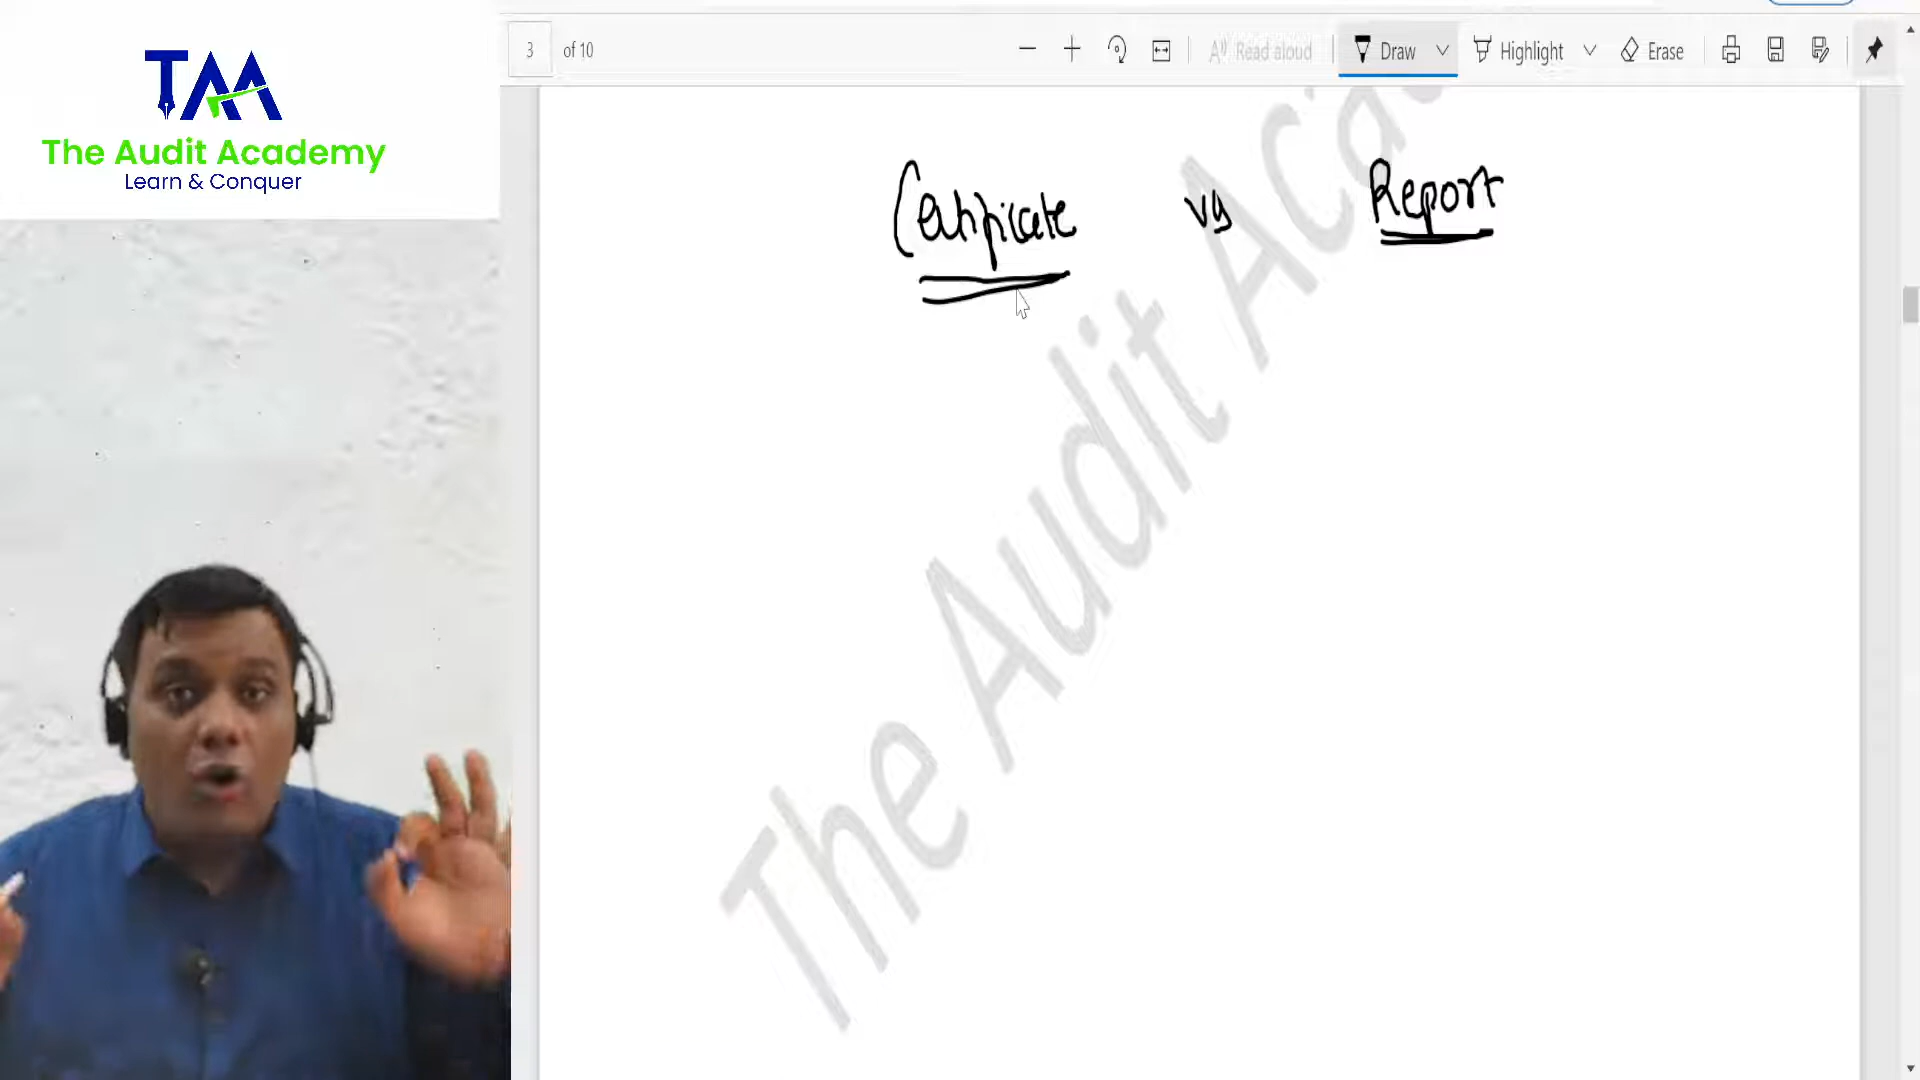 3 of 10
Read aloud
Draw
Highlight
Erase
TAA
The Audit Academy
Learn & Conquer
Certificate vs Report
The Audit Aca